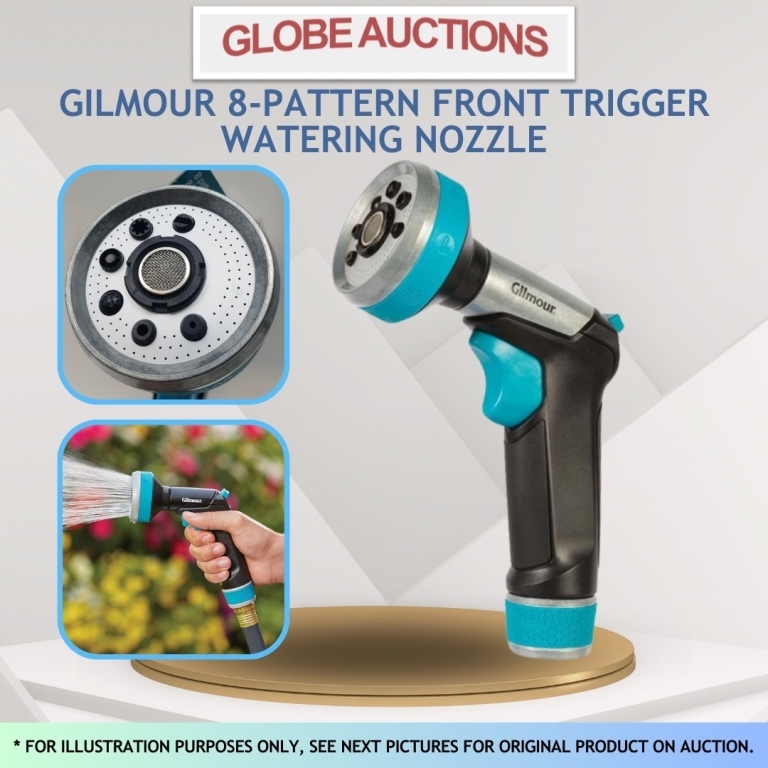 GLOBE AUCTIONS
GILMOUR 8-PATTERN FRONT TRIGGER
WATERING NOZZLE
Gilmour
Gilmour
* FOR ILLUSTRATION PURPOSES ONLY, SEE NEXT PICTURES FOR ORIGINAL PRODUCT ON AUCTION.